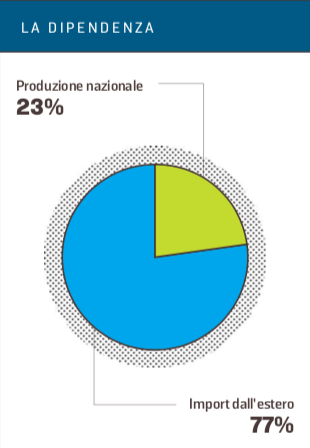 LA DIPENDENZA
Produzione nazionale
23%
Import dall'estero
77%